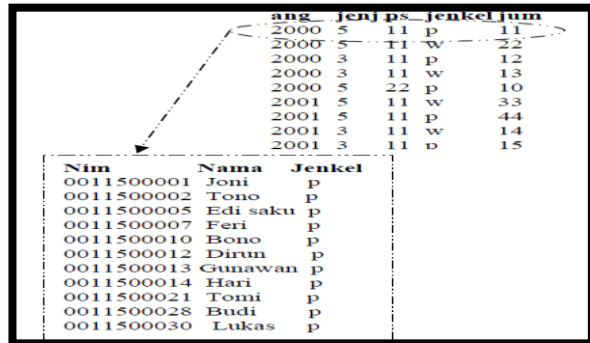 ang jenj ps_ jenkel jum
2000 5 11 p 11
2000 5 11 w 22
2000 3 11 p 12
2000 3 11 w 13
2000 5 22 p 10
2001 5 11 w 33
2001 5 11 p 44
2001 3 11 w 14
2001 3 11 p 15
Nim Nama Jenkel
0011500001 Joni p
0011500002 Tono p
0011500005 Edi saku p
0011500007 Feri p
0011500010 Bono p
0011500012 Dirun p
0011500013 Gunawan p
0011500014 Hari p
0011500021 Tomi p
0011500028 Budi p
0011500030 Lukas p